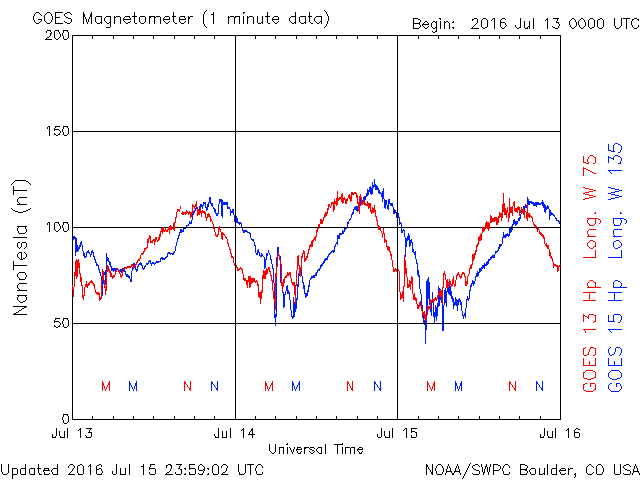 GOES Magnetometer (1 minute data)
Begin: 2016 Jul 13 0000 UTC
200
150
100
50
0
NanoTesla (nT)
M M N N M M N N M M N N
Jul 13 Jul 14 Jul 15 Jul 16
Universal Time
GOES 13 Hp Long. W 75
GOES 15 Hp Long. W 135
Updated 2016 Jul 15 23:59:02 UTC
NOAA/SWPC Boulder, CO USA